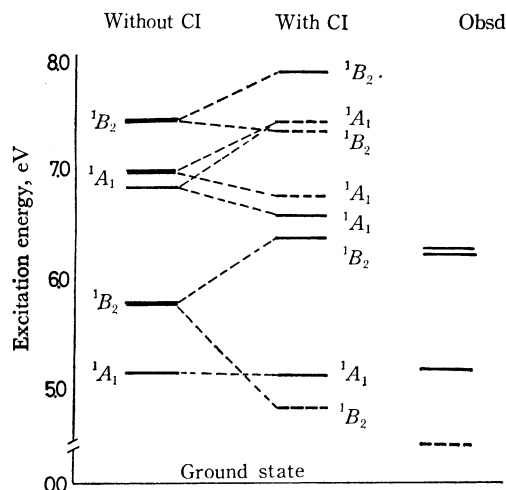 Without CI With CI Obsd
8.0
¹B₂.
¹B₂
¹A₁
¹B₂
7.0
¹A₁
¹A₁
¹A₁
Excitation energy, eV
¹B₂
6.0
¹B₂
¹A₁
¹A₁
5.0
¹B₂
0.0
Ground state